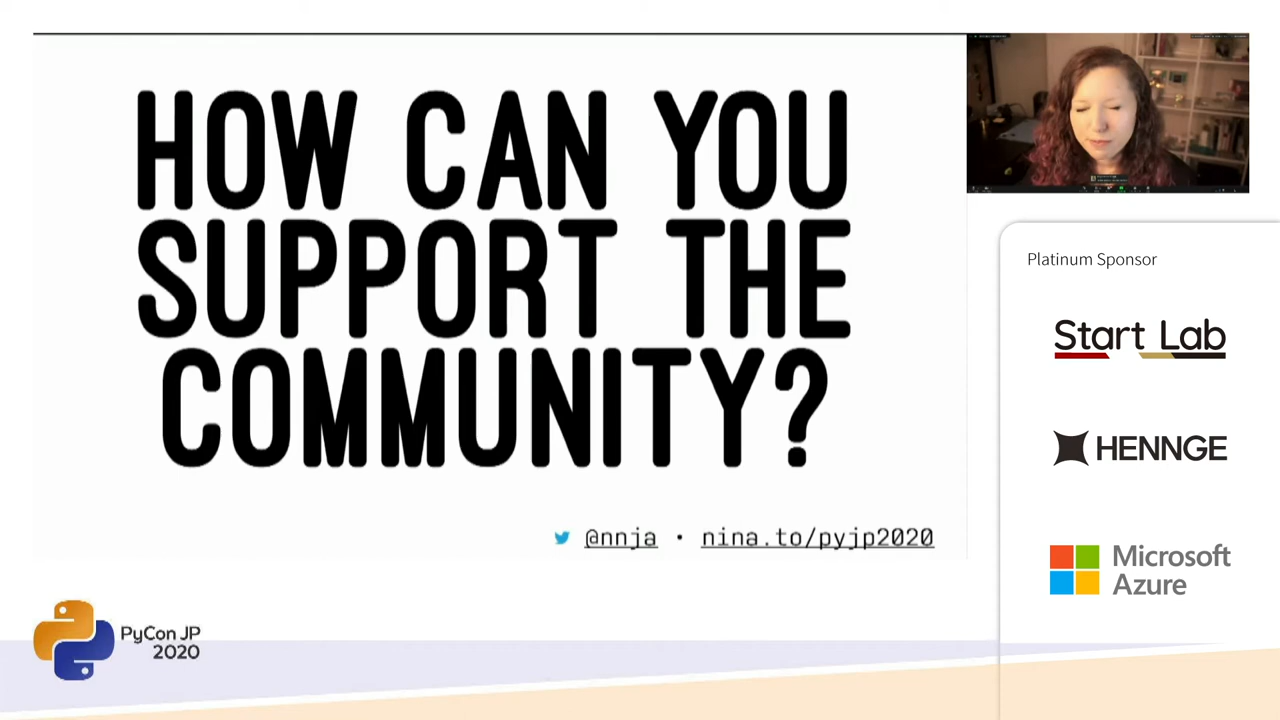 HOW CAN YOU
SUPPORT THE
COMMUNITY?
@nnja • nina.to/pyjp2020
Platinum Sponsor
Start Lab
HENNGE
Microsoft
Azure
PyCon JP
2020